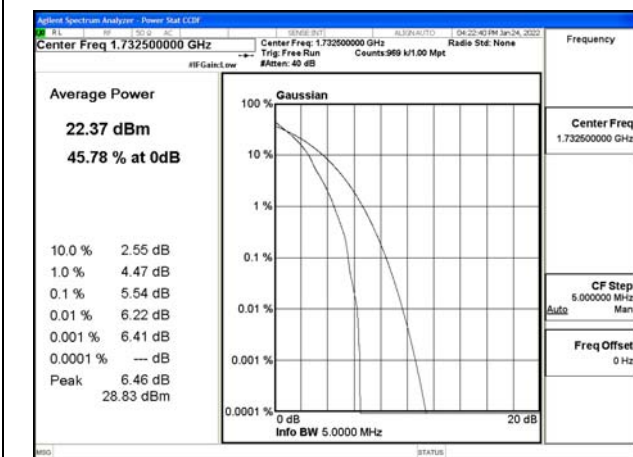 Agilent Spectrum Analyzer - Power Stat CCDF
RL RF 50 Ω AC SENSE:INT ALIGN AUTO 04:22:40 PM Jan 24, 2022
Center Freq 1.732500000 GHz
#IFGain:Low
Center Freq: 1.732500000 GHz Radio Std: None
Trig: Free Run Counts:969 k/1.00 Mpt
#Atten: 40 dB
Frequency
Average Power
22.37 dBm
45.78 % at 0dB
10.0 % 2.55 dB
1.0 % 4.47 dB
0.1 % 5.54 dB
0.01 % 6.22 dB
0.001 % 6.41 dB
0.0001 % --- dB
Peak 6.46 dB
28.83 dBm
Gaussian
100 %
10 %
1 %
0.1 %
0.01 %
0.001 %
0.0001 %
0 dB 20 dB
Info BW 5.0000 MHz
Center Freq
1.732500000 GHz
CF Step
5.000000 MHz
Auto Man
Freq Offset
0 Hz
MSG STATUS